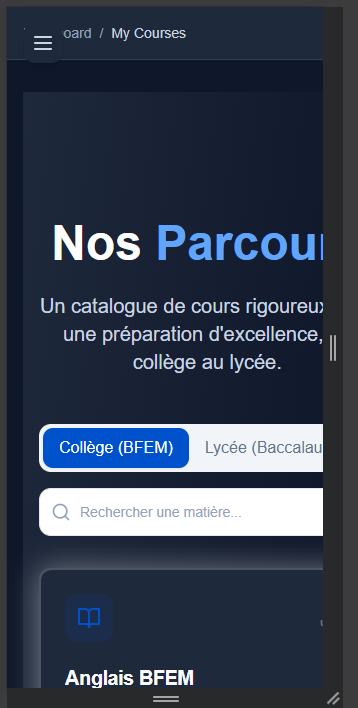 board / My Courses
Nos Parcour
Un catalogue de cours rigoureux
une préparation d'excellence,
collège au lycée.
Collège (BFEM) Lycée (Baccalau
Rechercher une matière...
Anglais BFEM